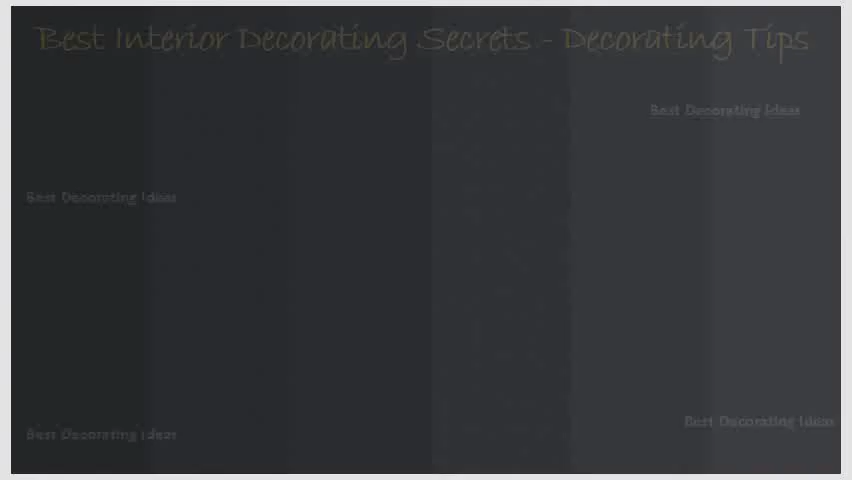 Best Interior Decorating Secrets - Decorating Tips
Best Decorating Ideas
Best Decorating Ideas
Best Decorating Ideas
Best Decorating Ideas